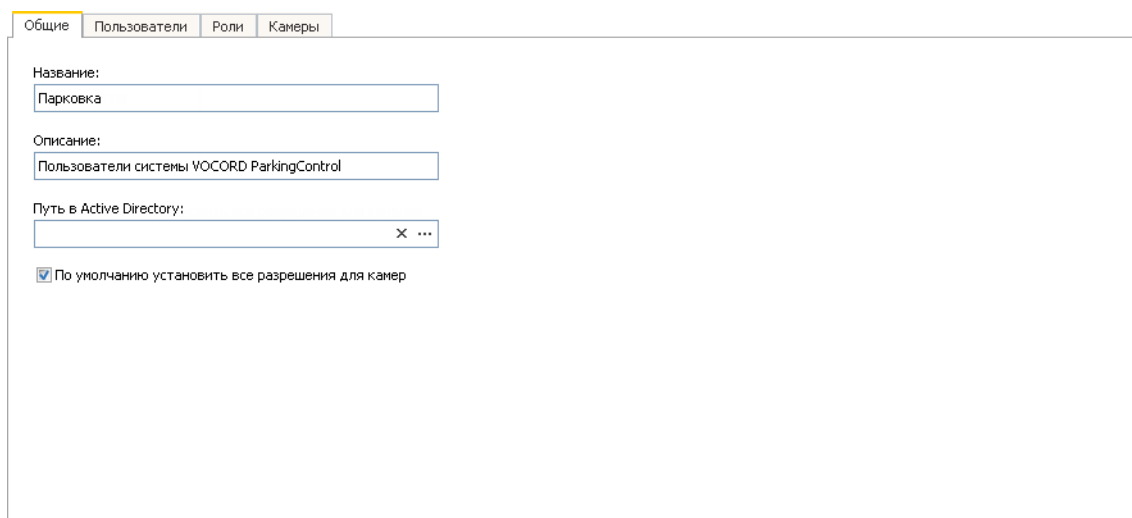 Общие Пользователи Роли Камеры
Название:
Парковка
Описание:
Пользователи системы VOCORD ParkingControl
Путь в Active Directory:
По умолчанию установить все разрешения для камер